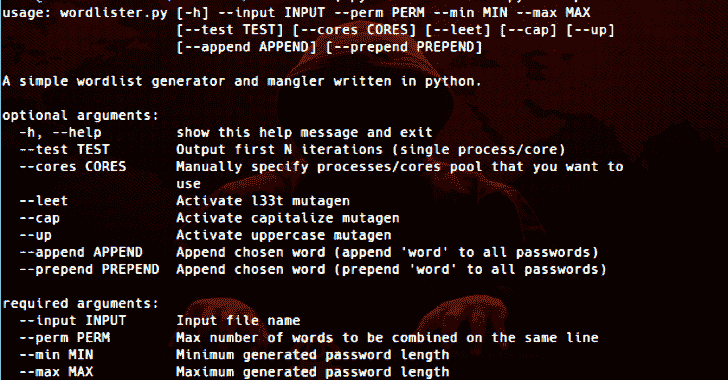 usage: wordlister.py [-h] --input INPUT --perm PERM --min MIN --max MAX
[--test TEST] [--cores CORES] [--leet] [--cap] [--up]
[--append APPEND] [--prepend PREPEND]
A simple wordlist generator and mangler written in python.
optional arguments:
-h, --help show this help message and exit
--test TEST Output first N iterations (single process/core)
--cores CORES Manually specify processes/cores pool that you want to
use
--leet Activate l33t mutagen
--cap Activate capitalize mutagen
--up Activate uppercase mutagen
--append APPEND Append chosen word (append 'word' to all passwords)
--prepend PREPEND Append chosen word (prepend 'word' to all passwords)
required arguments:
--input INPUT Input file name
--perm PERM Max number of words to be combined on the same line
--min MIN Minimum generated password length
--max MAX Maximum generated password length